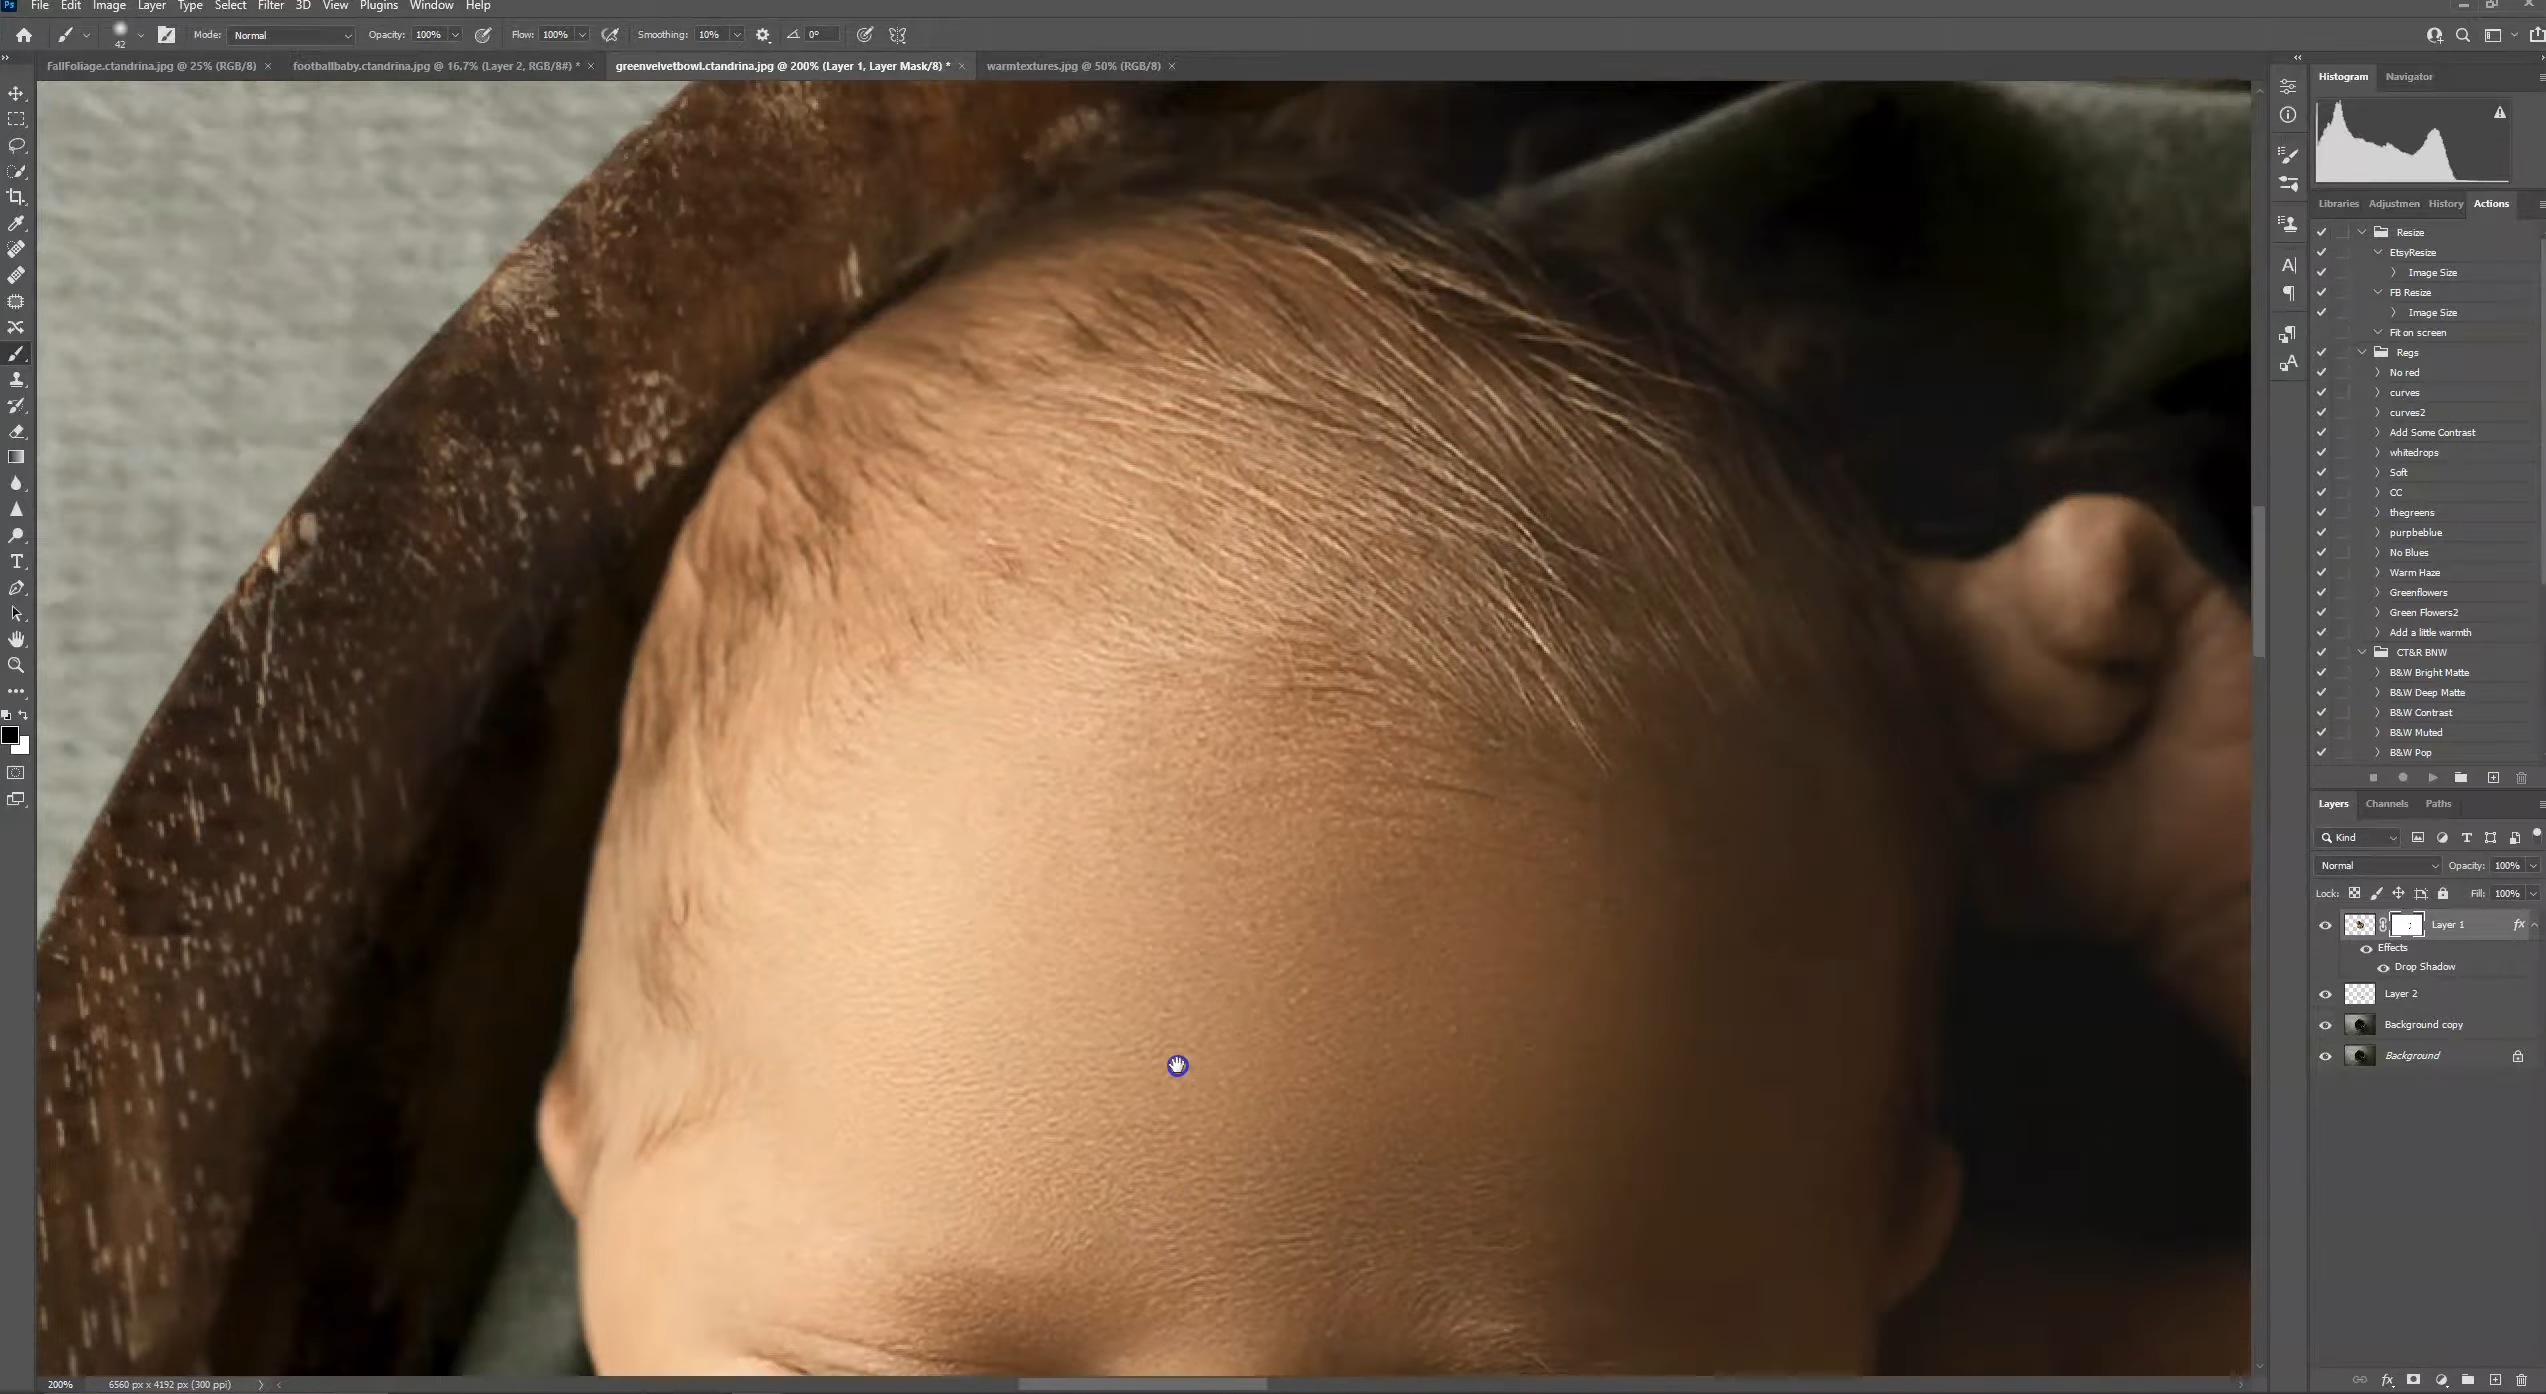 Ps File Edit Image Layer Type Select Filter 3D View Plugins Window Help
42 Mode: Normal Opacity: 100% Flow: 100% Smoothing: 10% 0°
FallFoliage.ctandrina.jpg @ 25% (RGB/8) × footballbaby.ctandrina.jpg @ 16.7% (Layer 2, RGB/8#) * × greenvelvetbowl.ctandrina.jpg @ 200% (Layer 1, Layer Mask/8) * × warmtextures.jpg @ 50% (RGB/8) ×
Histogram Navigator
Libraries Adjustmen History Actions
Resize
EtsyResize
Image Size
FB Resize
Image Size
Fit on screen
Regs
No red
curves
curves2
Add Some Contrast
whitedrops
Soft
CC
thegreens
purpbeblue
No Blues
Warm Haze
Greenflowers
Green Flowers2
Add a little warmth
CT&R BNW
B&W Bright Matte
B&W Deep Matte
B&W Contrast
B&W Muted
B&W Pop
Layers Channels Paths
Kind
Normal Opacity: 100%
Lock: Fill: 100%
Layer 1 fx
Effects
Drop Shadow
Layer 2
Background copy
Background
200% 6560 px x 4192 px (300 ppi)